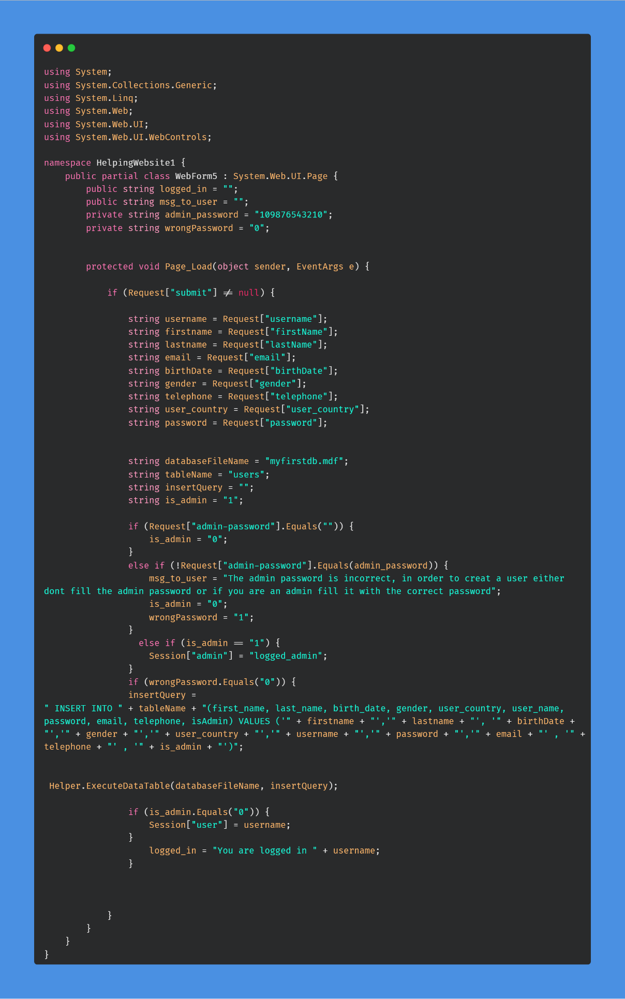 using System;
using System.Collections.Generic;
using System.Linq;
using System.Web;
using System.Web.UI;
using System.Web.UI.WebControls;
namespace HelpingWebsite1 {
public partial class WebForm5 : System.Web.UI.Page {
public string logged_in = "";
public string msg_to_user = "";
private string admin_password = "109876543210";
private string wrongPassword = "0";
protected void Page_Load(object sender, EventArgs e) {
if (Request["submit"] ≠ null) {
string username = Request["username"];
string firstname = Request["firstName"];
string lastname = Request["lastName"];
string email = Request["email"];
string birthDate = Request["birthDate"];
string gender = Request["gender"];
string telephone = Request["telephone"];
string user_country = Request["user_country"];
string password = Request["password"];
string databaseFileName = "myfirstdb.mdf";
string tableName = "users";
string insertQuery = "";
string is_admin = "1";
if (Request["admin-password"].Equals("")) {
is_admin = "0";
}
else if (!Request["admin-password"].Equals(admin_password)) {
msg_to_user = "The admin password is incorrect, in order to creat a user either
dont fill the admin password or if you are an admin fill it with the correct password";
is_admin = "0";
wrongPassword = "1";
}
else if (is_admin == "1") {
Session["admin"] = "logged_admin";
}
if (wrongPassword.Equals("0")) {
insertQuery =
" INSERT INTO " + tableName + "(first_name, last_name, birth_date, gender, user_country, user_name,
password, email, telephone, isAdmin) VALUES ('" + firstname + "','" + lastname + "', '" + birthDate +
"','" + gender + "','" + user_country + "','" + username + "','" + password + "','" + email + "' , '" +
telephone + "' , '" + is_admin + "')";
Helper.ExecuteDataTable(databaseFileName, insertQuery);
if (is_admin.Equals("0")) {
Session["user"] = username;
}
logged_in = "You are logged in " + username;
}
}
}
}
}